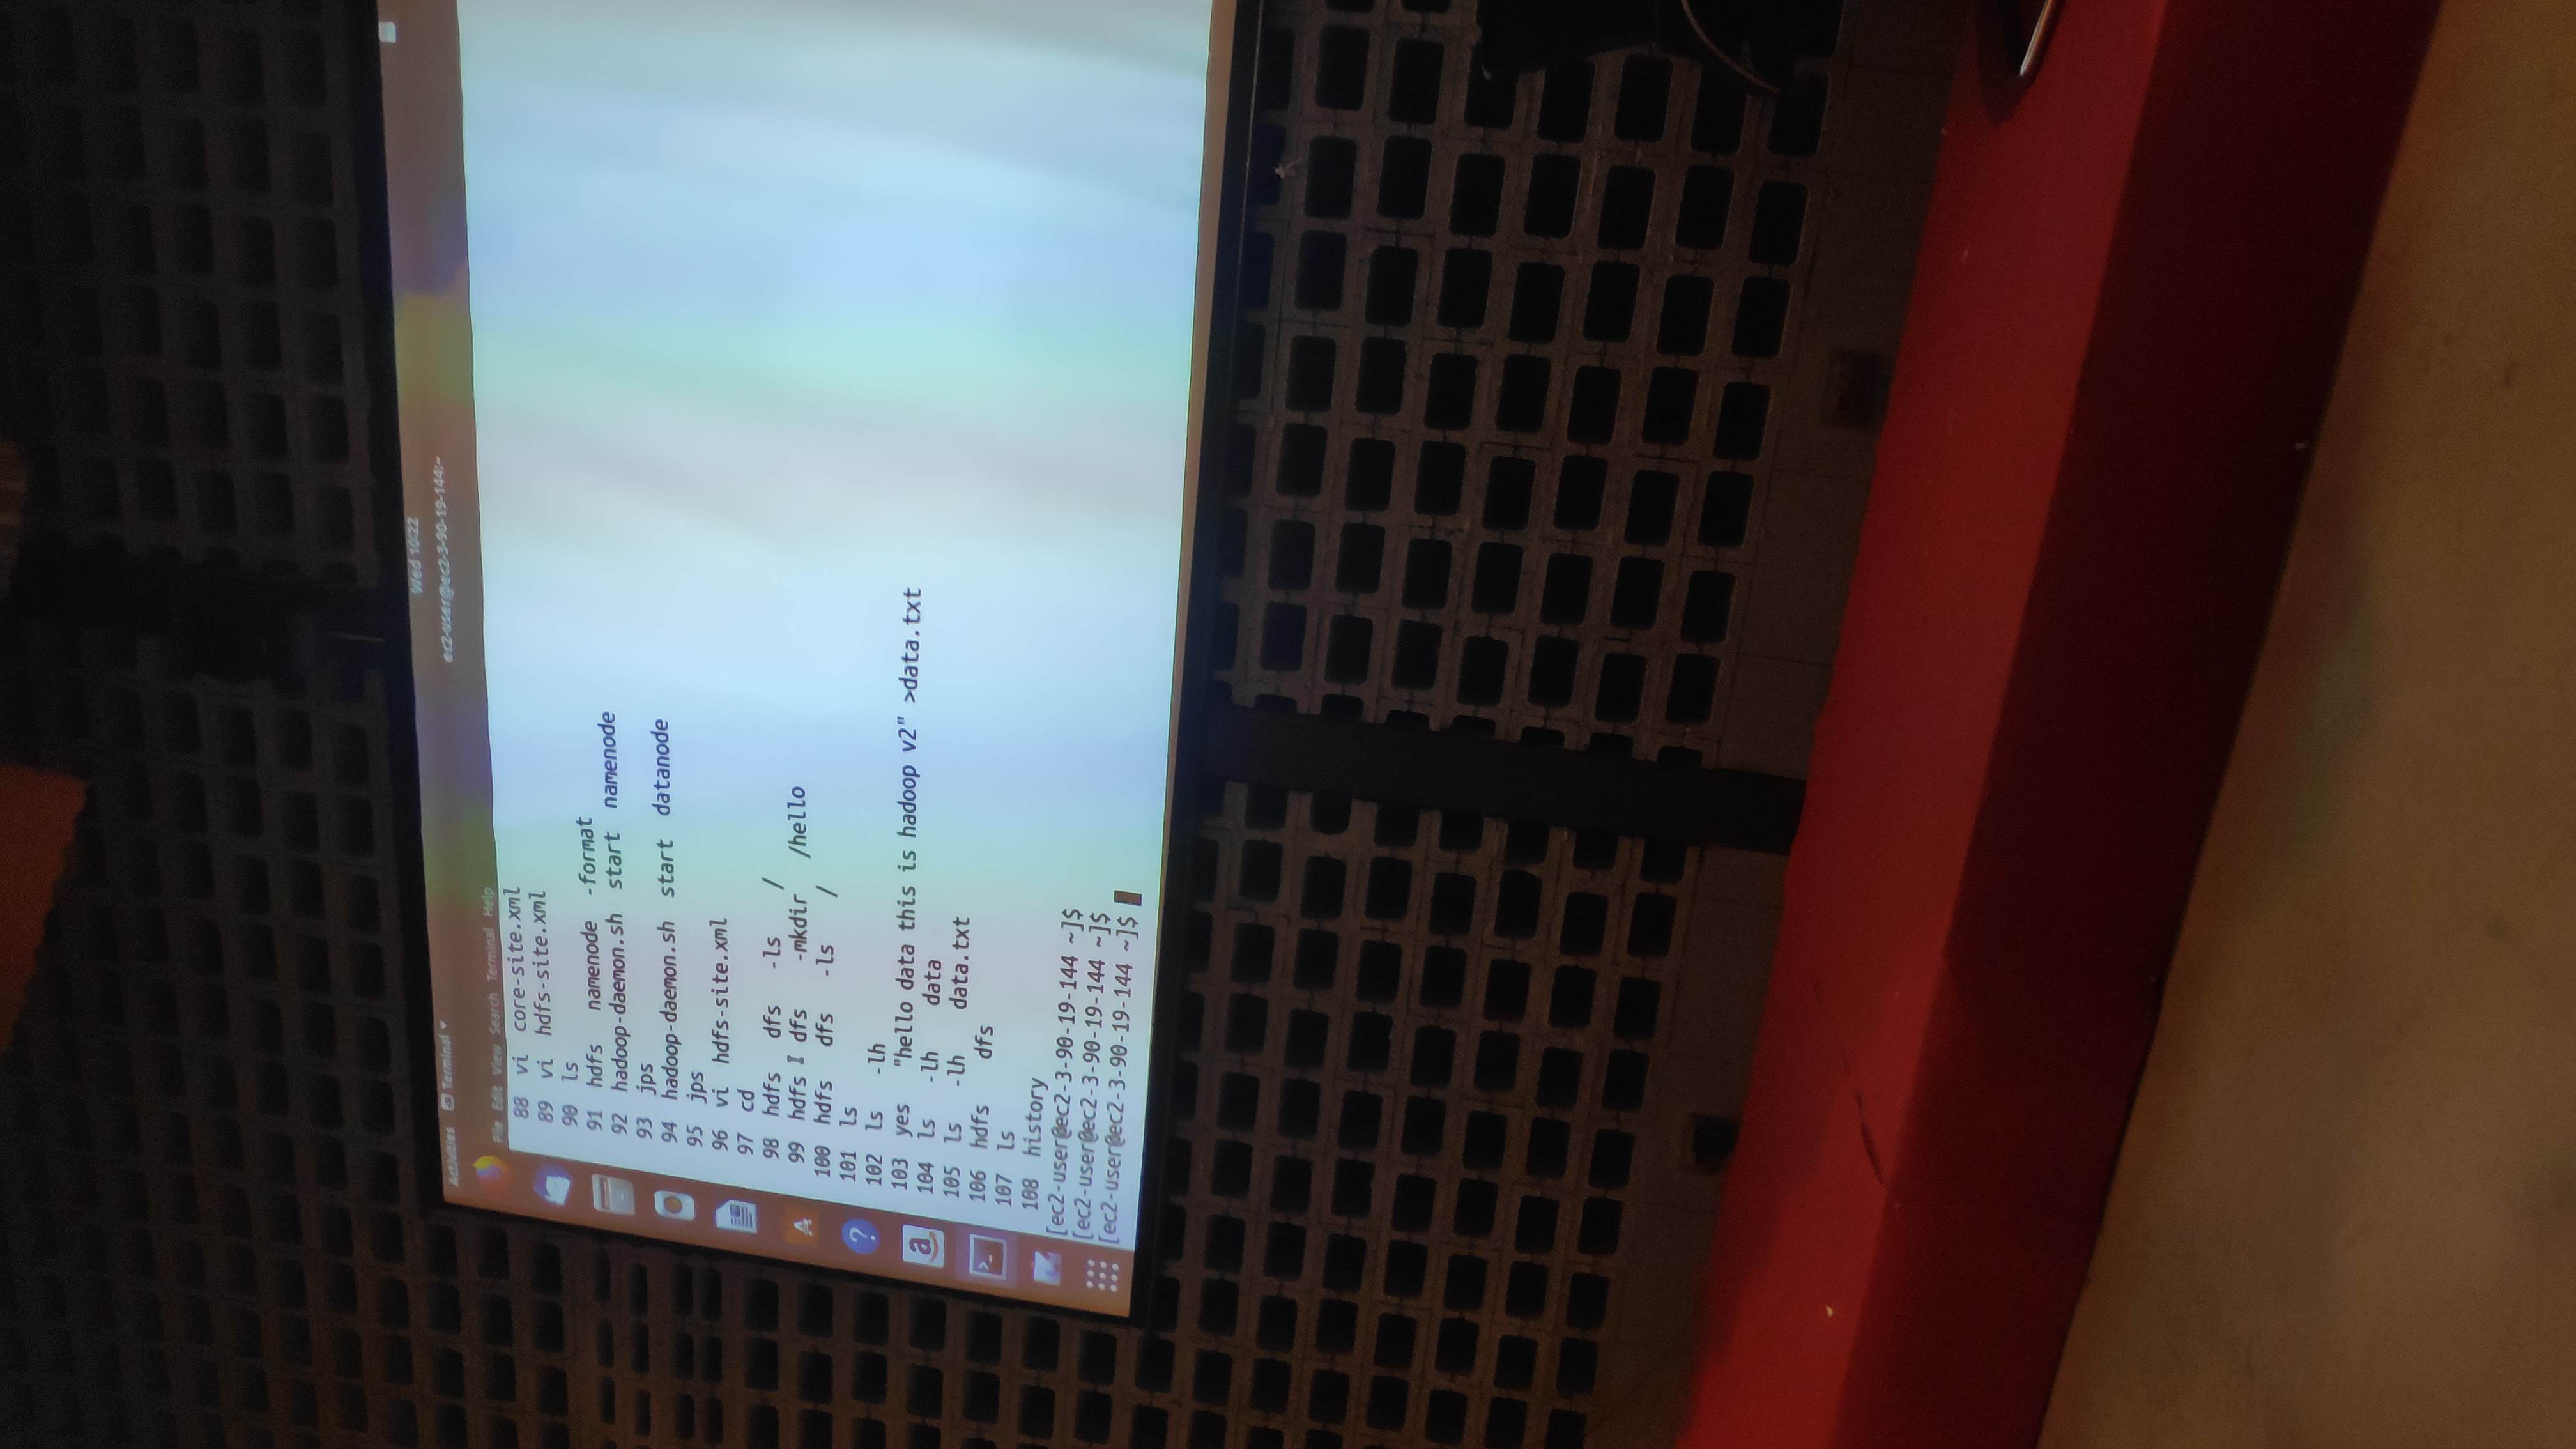 Wed 10:22
Activities Terminal
ec2-user@ec2-3-90-19-144:~
File Edit View Search Terminal Help
88 vi core-site.xml
89 vi hdfs-site.xml
90 ls
91 hdfs namenode -format
92 hadoop-daemon.sh start namenode
93 jps
94 hadoop-daemon.sh start datanode
95 jps
96 vi hdfs-site.xml
97 cd
98 hdfs dfs -ls /
99 hdfs dfs -mkdir /hello
100 hdfs dfs -ls /
101 ls
102 ls -lh
103 yes "hello data this is hadoop v2" >data.txt
104 ls -lh data
105 ls -lh data.txt
106 hdfs dfs
107 ls
108 history
[ec2-user@ec2-3-90-19-144 ~]$
[ec2-user@ec2-3-90-19-144 ~]$
[ec2-user@ec2-3-90-19-144 ~]$